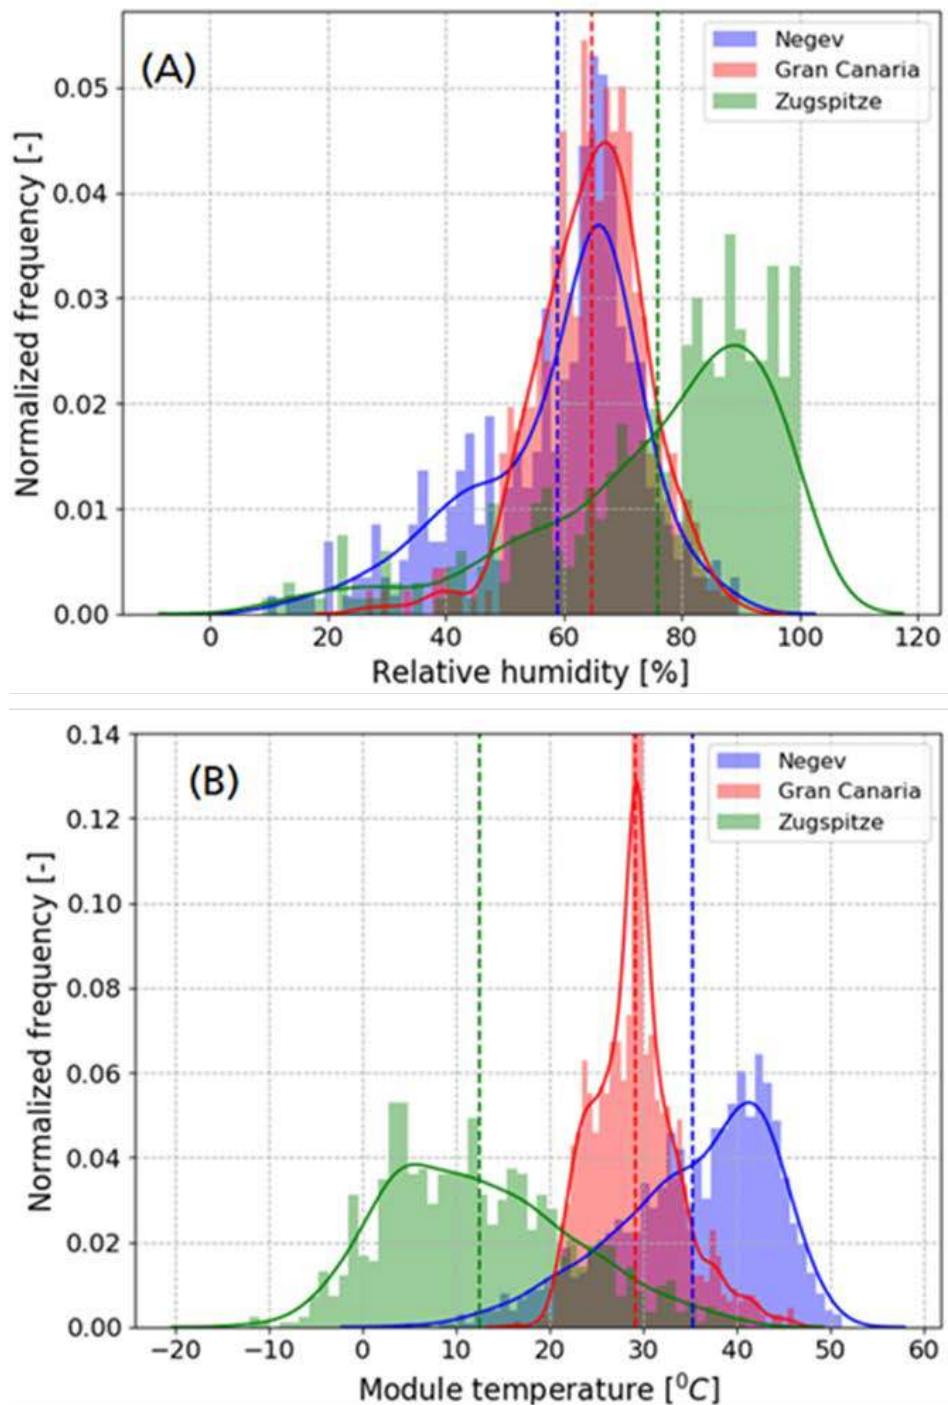 (A)
Negev
Gran Canaria
Zugspitze
Normalized frequency [-]
0.05
0.04
0.03
0.02
0.01
0.00
0 20 40 60 80 100 120
Relative humidity [%]
(B)
Negev
Gran Canaria
Zugspitze
Normalized frequency [-]
0.14
0.12
0.10
0.08
0.06
0.04
0.02
0.00
−20 −10 0 10 20 30 40 50 60
Module temperature [⁰C]